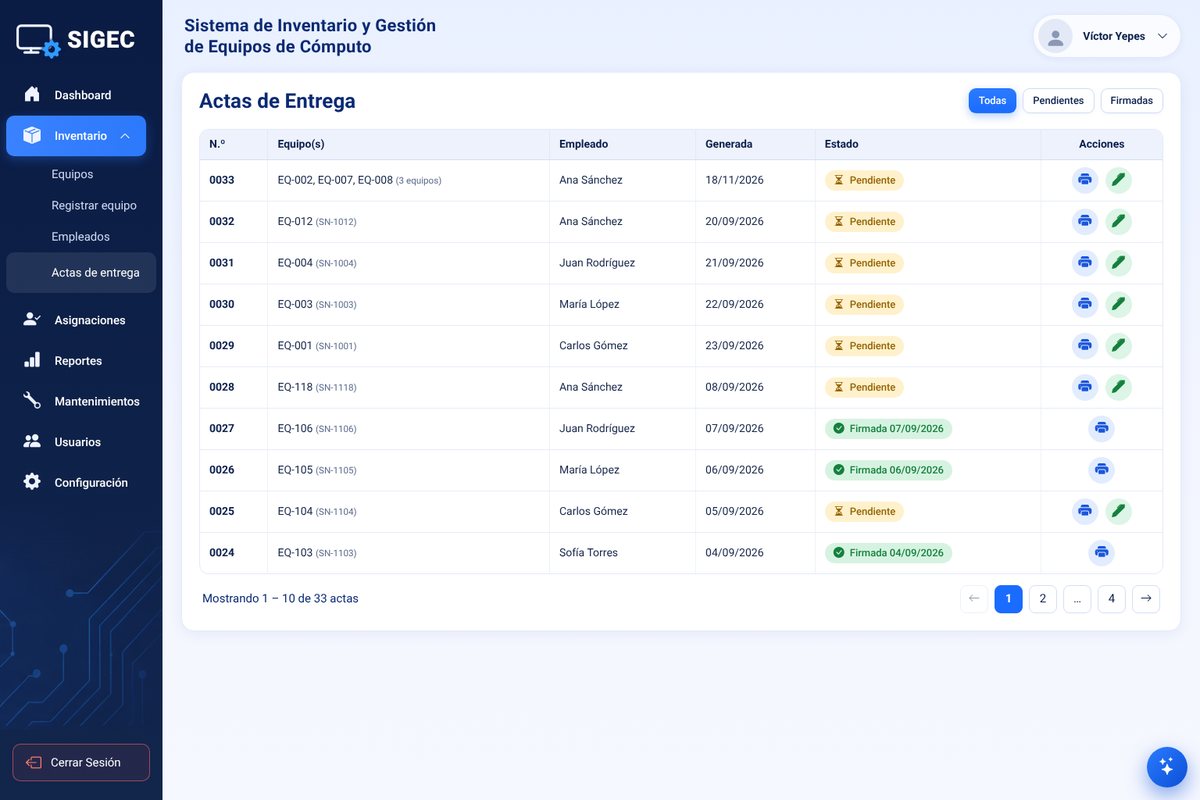 SIGEC
Dashboard
Inventario
Equipos
Registrar equipo
Empleados
Actas de entrega
Asignaciones
Reportes
Mantenimientos
Usuarios
Configuración
Cerrar Sesión
Sistema de Inventario y Gestión
de Equipos de Cómputo
Víctor Yepes
Actas de Entrega
Todas Pendientes Firmadas
N.º Equipo(s) Empleado Generada Estado Acciones
0033 EQ-002, EQ-007, EQ-008 (3 equipos) Ana Sánchez 18/11/2026 Pendiente
0032 EQ-012 (SN-1012) Ana Sánchez 20/09/2026 Pendiente
0031 EQ-004 (SN-1004) Juan Rodríguez 21/09/2026 Pendiente
0030 EQ-003 (SN-1003) María López 22/09/2026 Pendiente
0029 EQ-001 (SN-1001) Carlos Gómez 23/09/2026 Pendiente
0028 EQ-118 (SN-1118) Ana Sánchez 08/09/2026 Pendiente
0027 EQ-106 (SN-1106) Juan Rodríguez 07/09/2026 Firmada 07/09/2026
0026 EQ-105 (SN-1105) María López 06/09/2026 Firmada 06/09/2026
0025 EQ-104 (SN-1104) Carlos Gómez 05/09/2026 Pendiente
0024 EQ-103 (SN-1103) Sofía Torres 04/09/2026 Firmada 04/09/2026
Mostrando 1 – 10 de 33 actas
← 1 2 ... 4 →